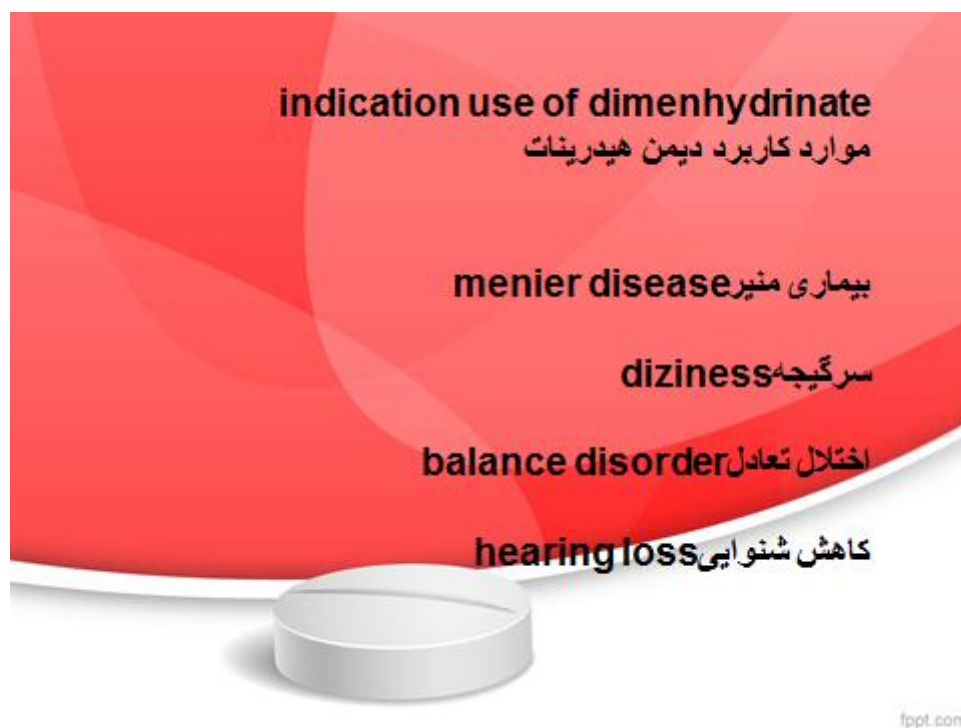 indication use of dimenhydrinate
موارد کاربرد دیمن هیدرینات
بیماری منیرmenier disease
سرگیجهdiziness
اختلال تعادلbalance disorder
کاهش شنواییhearing loss
fppt.com